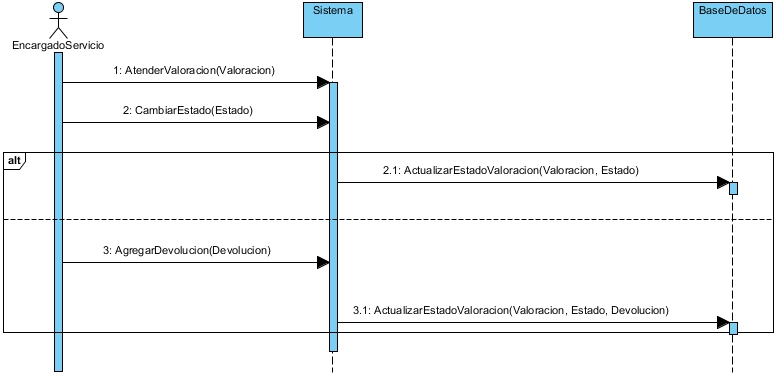 Sistema
BaseDeDatos
EncargadoServicio
1: AtenderValoracion(Valoracion)
2: CambiarEstado(Estado)
alt
2.1: ActualizarEstadoValoracion(Valoracion, Estado)
3: AgregarDevolucion(Devolucion)
3.1: ActualizarEstadoValoracion(Valoracion, Estado, Devolucion)